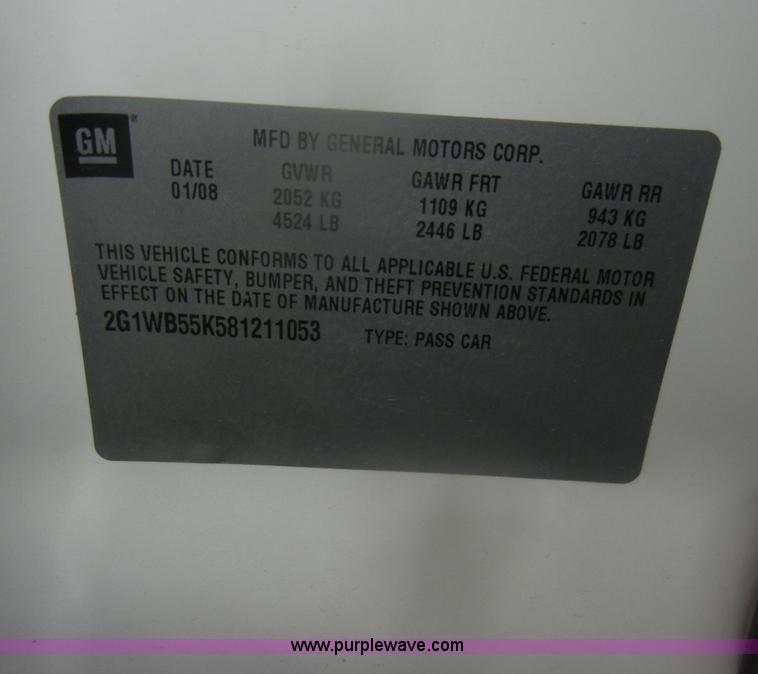 GM®
MFD BY GENERAL MOTORS CORP.
DATE GVWR GAWR FRT GAWR RR
01/08 2052 KG 1109 KG 943 KG
4524 LB 2446 LB 2078 LB
THIS VEHICLE CONFORMS TO ALL APPLICABLE U.S. FEDERAL MOTOR
VEHICLE SAFETY, BUMPER, AND THEFT PREVENTION STANDARDS IN
EFFECT ON THE DATE OF MANUFACTURE SHOWN ABOVE.
2G1WB55K581211053 TYPE: PASS CAR
www.purplewave.com